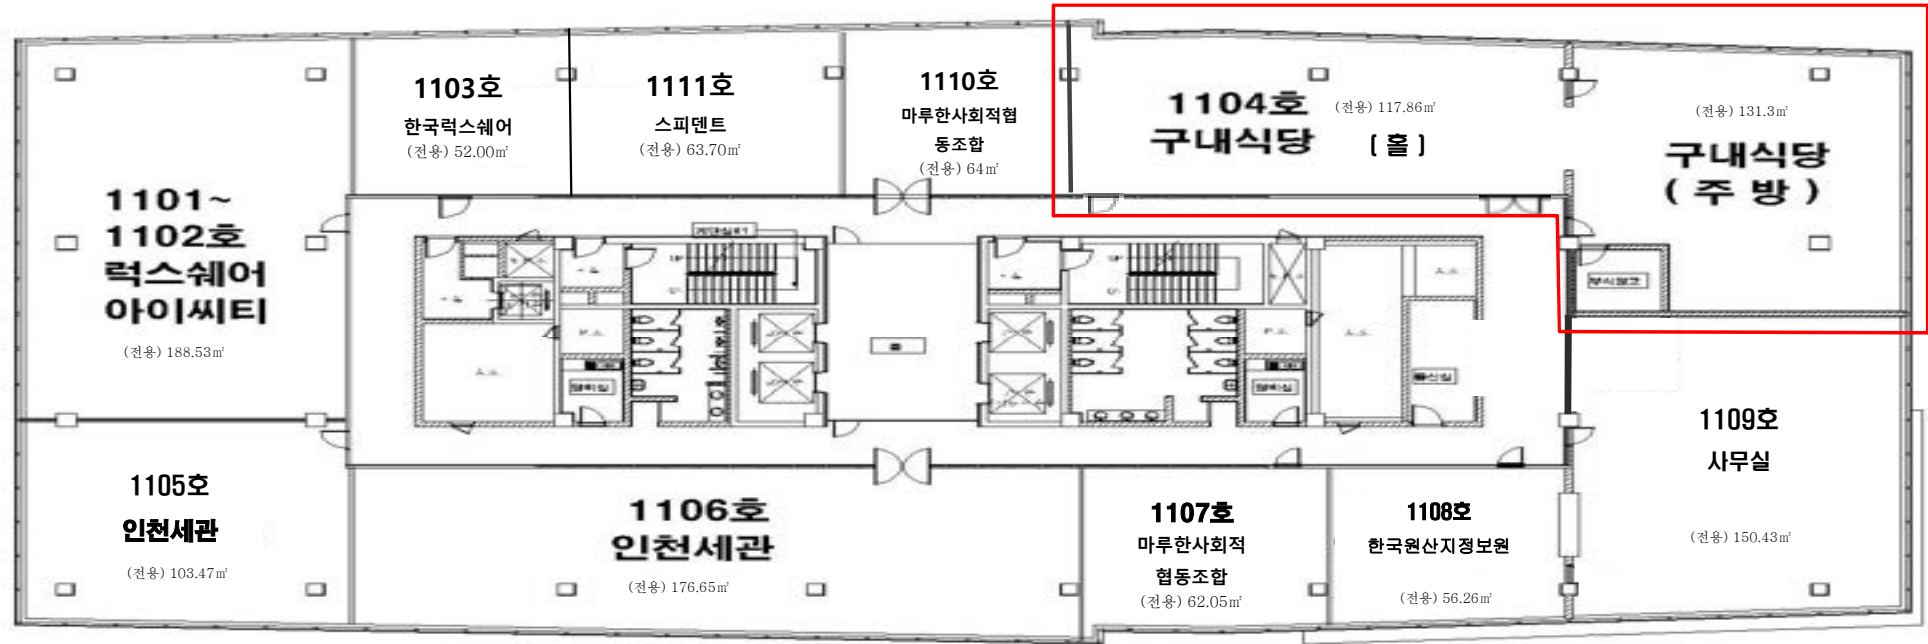 1101~
1102호
럭스쉐어
아이씨티
(전용) 188.53㎡
1103호
한국럭스쉐어
(전용) 52.00㎡
1111호
스피덴트
(전용) 63.70㎡
1110호
마루한사회적협
동조합
(전용) 64㎡
1104호
구내식당
(전용) 117.86㎡
[ 홀 ]
(전용) 131.3㎡
구내식당
( 주 방 )
부식창고
1105호
인천세관
(전용) 103.47㎡
1106호
인천세관
(전용) 176.65㎡
1107호
마루한사회적
협동조합
(전용) 62.05㎡
1108호
한국원산지정보원
(전용) 56.26㎡
1109호
사무실
(전용) 150.43㎡